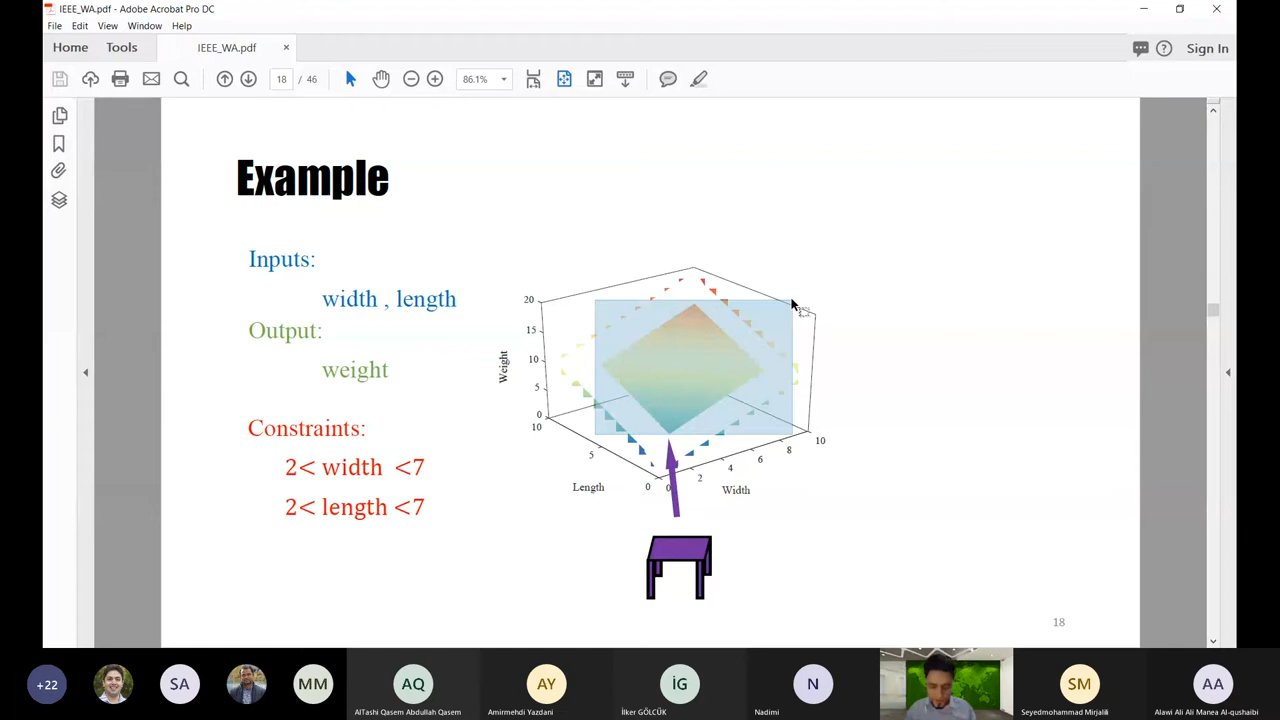 IEEE_WA.pdf - Adobe Acrobat Pro DC
File Edit View Window Help
Home Tools IEEE_WA.pdf × Sign In
18 / 46 86.1%
Example
Inputs:
width , length
Output:
weight
Constraints:
2< width <7
2< length <7
20
15
10
5
0
Weight
10
5
0
Length
0
2
4
6
8
10
Width
18
+22
SA
MM
AQ
AlTashi Qasem Abdullah Qasem
AY
Amirmehdi Yazdani
İG
İlker GÖLCÜK
N
Nadimi
SM
Seyedmohammad Mirjalili
AA
Alawi Ali Ali Manea Al-qushaibi